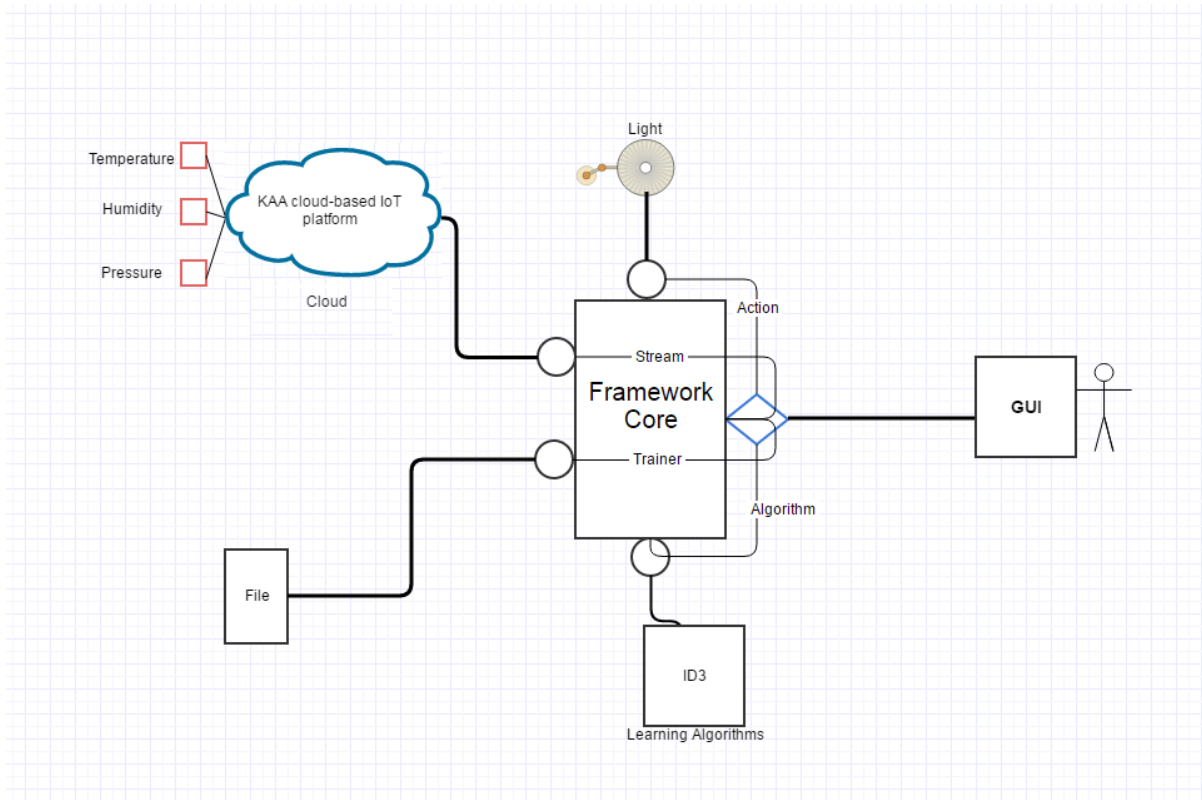 Light
Temperature
KAA cloud-based IoT
platform
Humidity
Pressure
Cloud
Action
Stream
Framework
Core
GUI
Trainer
Algorithm
File
ID3
Learning Algorithms